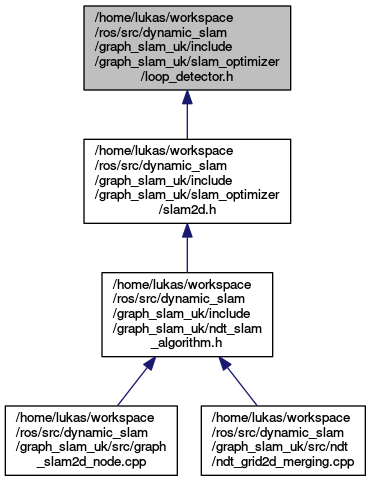 /home/lukas/workspace
/ros/src/dynamic_slam
/graph_slam_uk/include
/graph_slam_uk/slam_optimizer
/loop_detector.h
/home/lukas/workspace
/ros/src/dynamic_slam
/graph_slam_uk/include
/graph_slam_uk/slam_optimizer
/slam2d.h
/home/lukas/workspace
/ros/src/dynamic_slam
/graph_slam_uk/include
/graph_slam_uk/ndt_slam
_algorithm.h
/home/lukas/workspace
/ros/src/dynamic_slam
/graph_slam_uk/src/graph
_slam2d_node.cpp
/home/lukas/workspace
/ros/src/dynamic_slam
/graph_slam_uk/src/ndt
/ndt_grid2d_merging.cpp